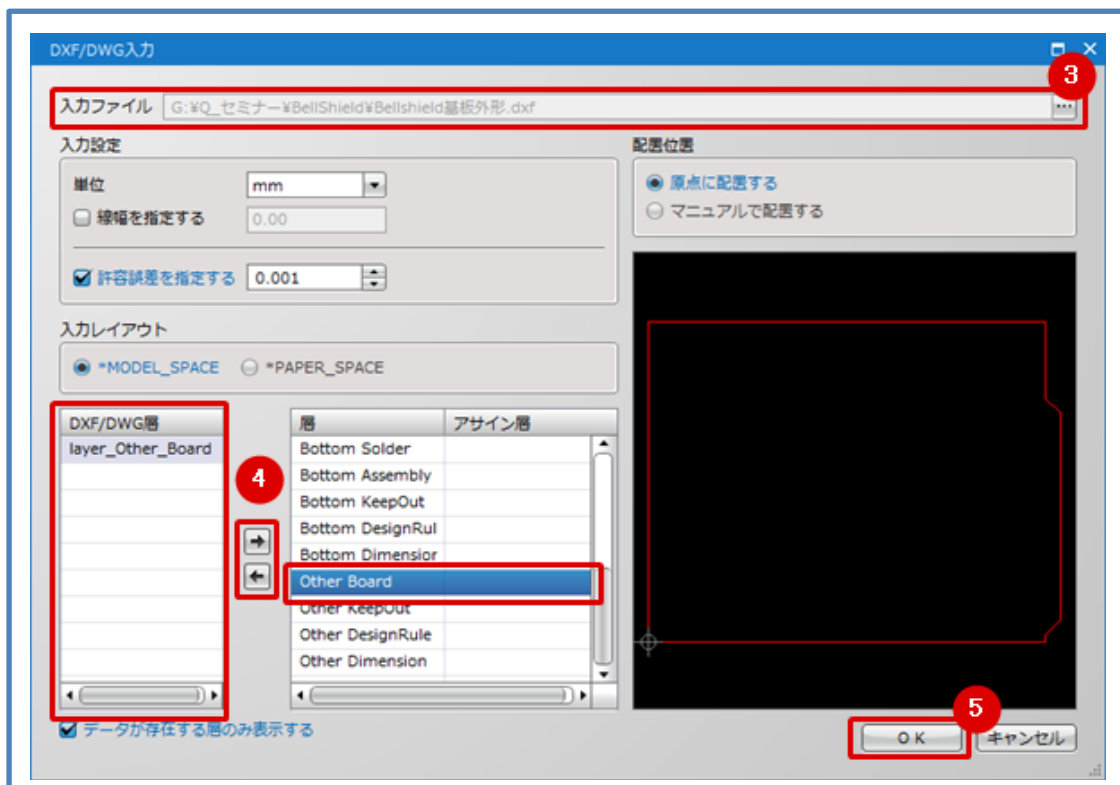 DXF/DWG入力
3
入力ファイル G:¥Q_セミナー¥BellShield¥Bellshield基板外形.dxf ...
入力設定
配置位置
単位 mm
原点に配置する
線幅を指定する 0.00
マニュアルで配置する
許容誤差を指定する 0.001
入力レイアウト
*MODEL_SPACE *PAPER_SPACE
DXF/DWG層
層 アサイン層
layer_Other_Board
Bottom Solder
4
Bottom Assembly
Bottom KeepOut
Bottom DesignRul
Bottom Dimension
Other Board
Other KeepOut
Other DesignRule
Other Dimension
5
データが存在する層のみ表示する
OK キャンセル